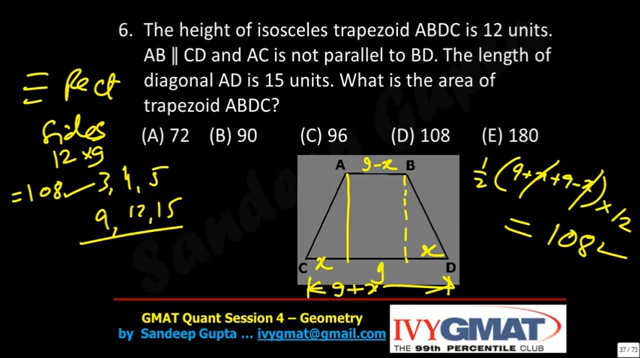 6. The height of isosceles trapezoid ABDC is 12 units.
AB ∥ CD and AC is not parallel to BD. The length of
diagonal AD is 15 units. What is the area of
trapezoid ABDC?
(A) 72 (B) 90 (C) 96 (D) 108 (E) 180
≡ Rect
Sides
12 x 9
= 108
3, 4, 5
9, 12, 15
A 9-x B
C x 9 x D
9+x
1/2 (9+x+9-x) x 12
= 108
GMAT Quant Session 4 – Geometry
by Sandeep Gupta ... ivygmat@gmail.com
IVYGMAT
THE 99th PERCENTILE CLUB
37 / 73